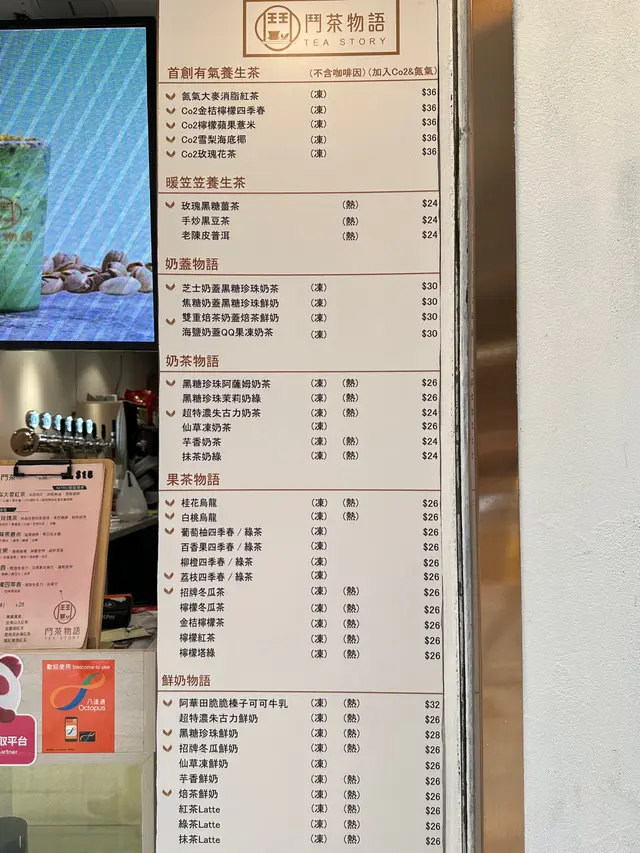 鬥茶物語
TEA STORY
首創有氣養生茶 (不含咖啡因) (加入Co2&氮氣)
氮氣大麥消脂紅茶 (凍) $36
Co2金桔檸檬四季春 (凍) $36
Co2檸檬蘋果薏米 (凍) $36
Co2雪梨海底椰 (凍) $36
Co2玫瑰花茶 (凍) $36
暖笠笠養生茶
玫瑰黑糖薑茶 (熱) $24
手炒黑豆茶 (熱) $24
老陳皮普洱 (熱) $24
奶蓋物語
芝士奶蓋黑糖珍珠奶茶 (凍) $30
焦糖奶蓋黑糖珍珠鮮奶 (凍) $30
雙重焙茶奶蓋焙茶鮮奶 (凍) $30
海鹽奶蓋QQ果凍奶茶 (凍) $30
奶茶物語
黑糖珍珠阿薩姆奶茶 (凍) (熱) $26
黑糖珍珠茉莉奶綠 (凍) (熱) $26
超特濃朱古力奶茶 (凍) (熱) $24
仙草凍奶茶 (凍) $26
芋香奶茶 (凍) (熱) $24
抹茶奶綠 (凍) (熱) $24
果茶物語
桂花烏龍 (凍) (熱) $26
白桃烏龍 (凍) (熱) $26
葡萄柚四季春 / 綠茶 (凍) $26
百香果四季春 / 綠茶 (凍) $26
柳橙四季春 / 綠茶 (凍) $26
荔枝四季春 / 綠茶 (凍) $26
招牌冬瓜茶 (凍) (熱) $26
檸檬冬瓜茶 (凍) (熱) $26
金桔檸檬茶 (凍) (熱) $26
檸檬紅茶 (凍) (熱) $26
檸檬塔綠 (凍) (熱) $26
鮮奶物語
阿華田脆脆榛子可可牛乳 (凍) (熱) $32
超特濃朱古力鮮奶 (凍) (熱) $26
黑糖珍珠鮮奶 (凍) (熱) $28
招牌冬瓜鮮奶 (凍) (熱) $26
仙草凍鮮奶 (凍) $26
芋香鮮奶 (凍) (熱) $26
焙茶鮮奶 (凍) (熱) $26
紅茶Latte (凍) (熱) $26
綠茶Latte (凍) (熱) $26
抹茶Latte (凍) (熱) $26
物語
鬥茶物語
TEA STORY
歡迎使用 Welcome to use
八達通
Octopus
取平台
artner